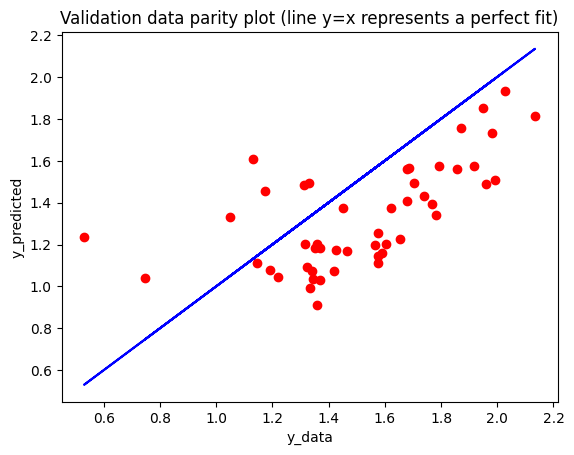 Validation data parity plot (line y=x represents a perfect fit)
2.2
2.0
1.8
1.6
1.4
1.2
1.0
0.8
0.6
y_predicted
0.6 0.8 1.0 1.2 1.4 1.6 1.8 2.0 2.2
y_data